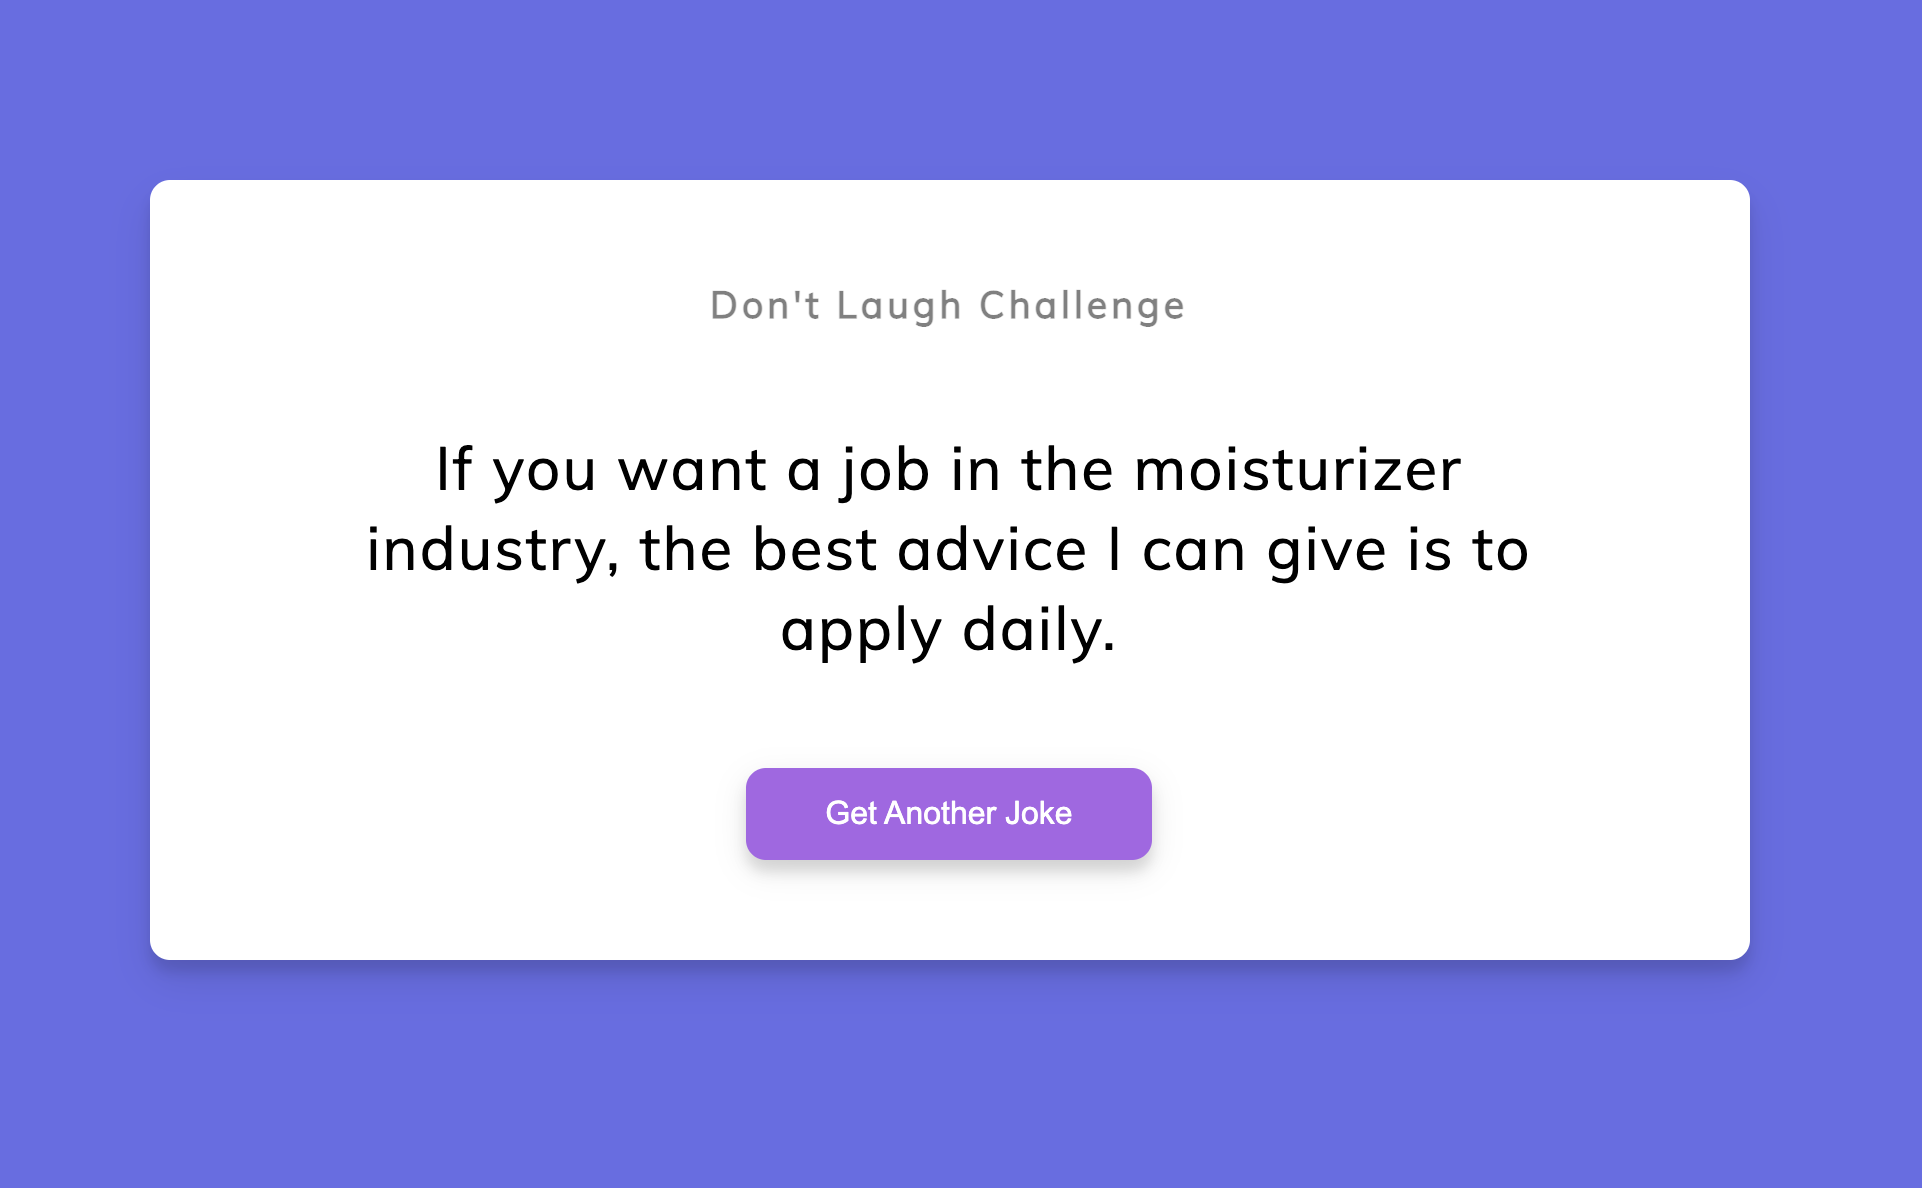 Don't Laugh Challenge
If you want a job in the moisturizer
industry, the best advice I can give is to
apply daily.
Get Another Joke